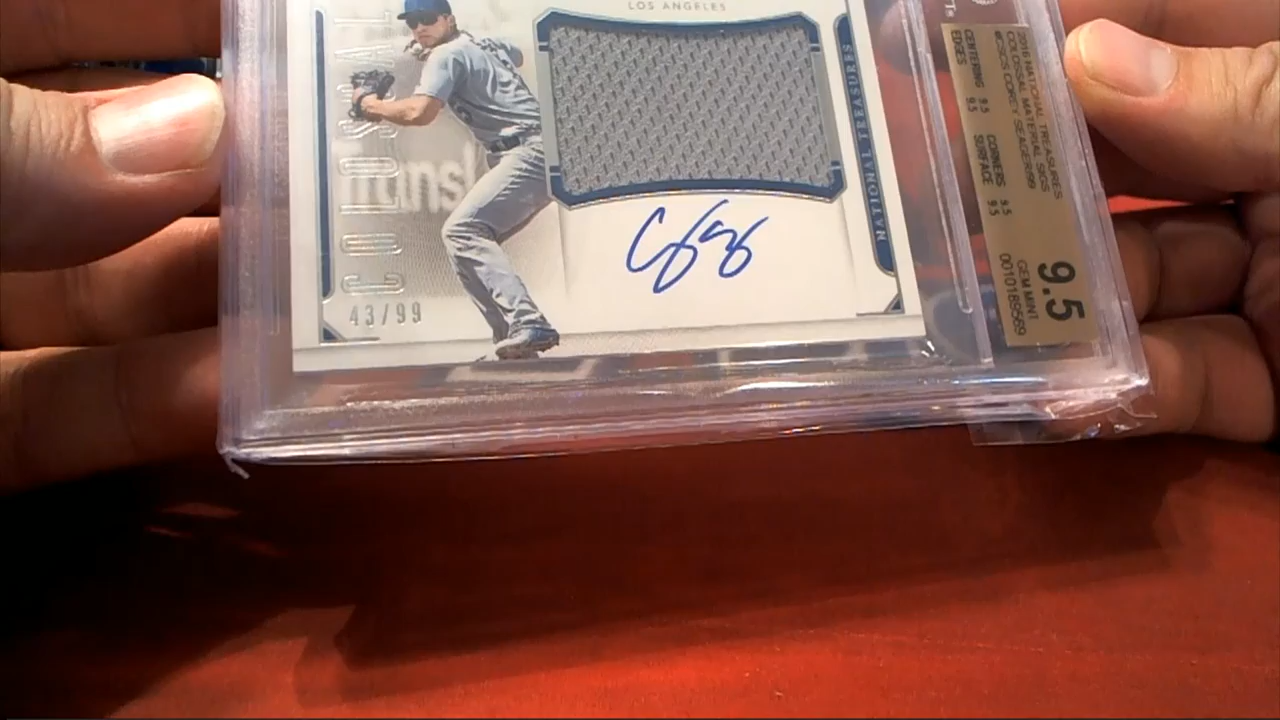 LOS ANGELES
COLOSSAL
NATIONAL TREASURES
43/99
2016 NATIONAL TREASURES
COLOSSAL MATERIAL SIGS
#CSCS COREY SEAGER/99
CENTERING 9.5 CORNERS 9.5
EDGES 9.5 SURFACE 9.5
9.5
GEM MINT
0010189569